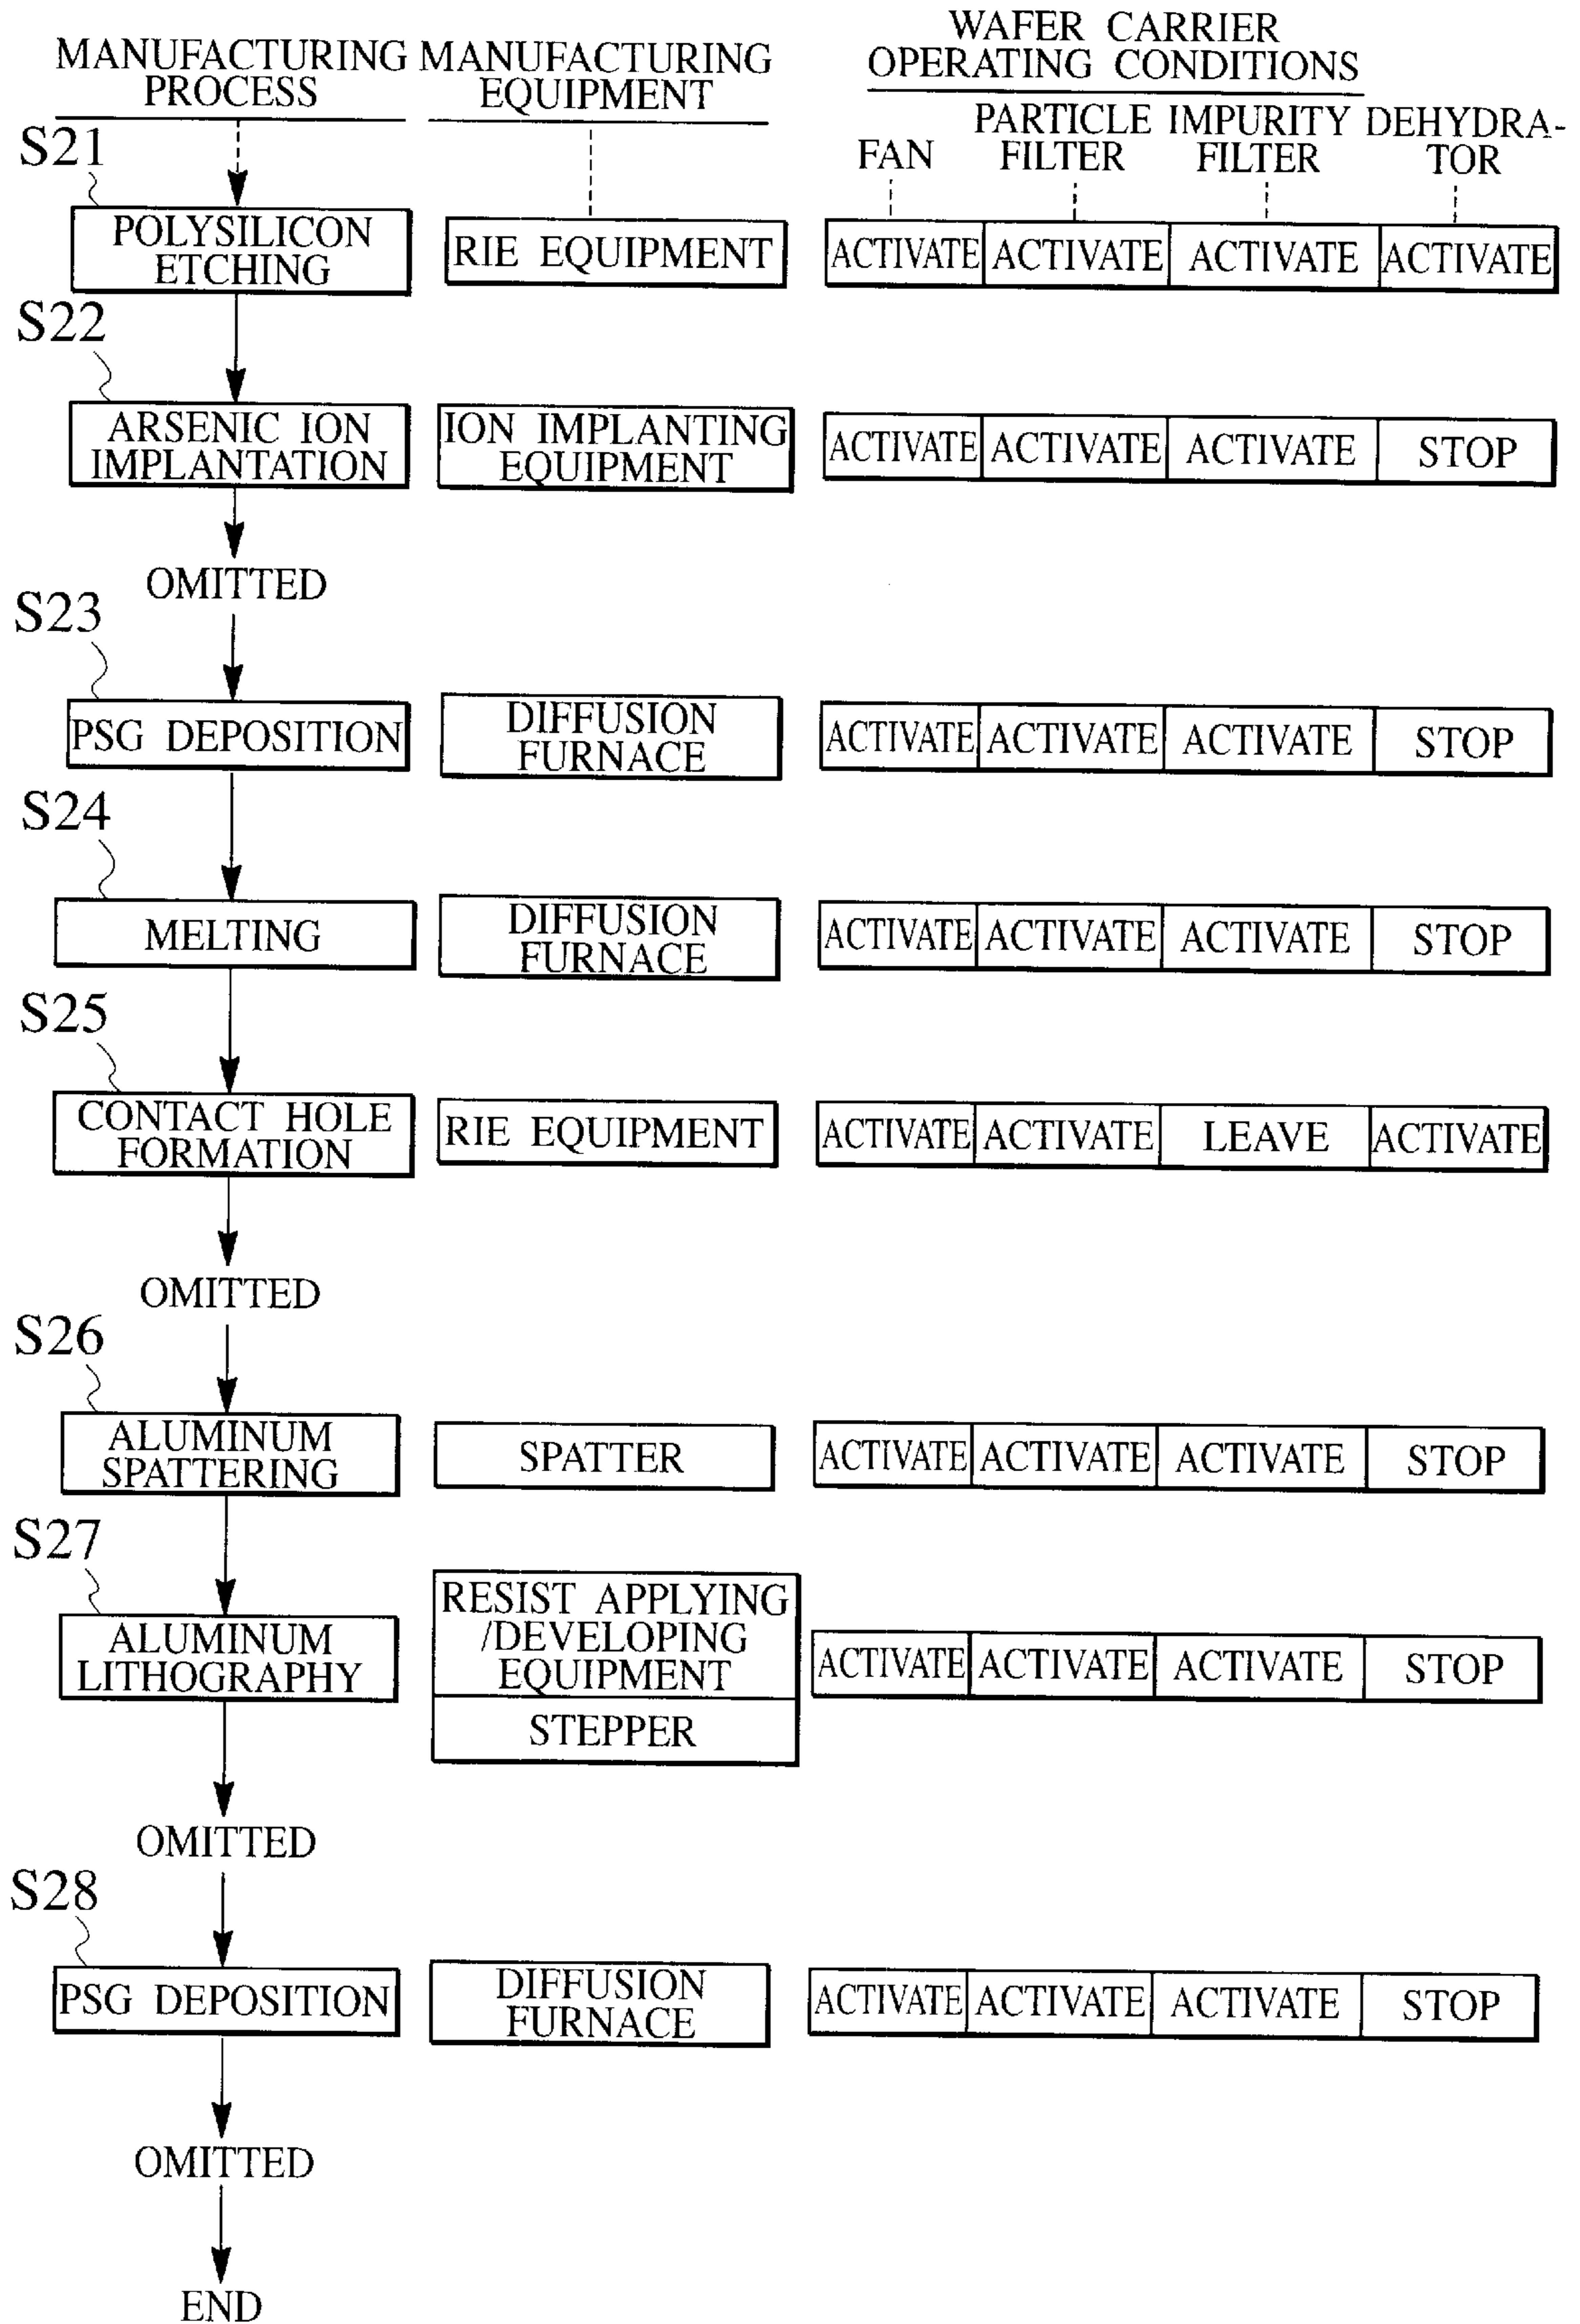 MANUFACTURING
PROCESS
MANUFACTURING
EQUIPMENT
WAFER CARRIER
OPERATING CONDITIONS
FAN
PARTICLE
FILTER
IMPURITY
FILTER
DEHYDRA-
TOR
S21
POLYSILICON
ETCHING
RIE EQUIPMENT
ACTIVATE ACTIVATE ACTIVATE ACTIVATE
S22
ARSENIC ION
IMPLANTATION
ION IMPLANTING
EQUIPMENT
ACTIVATE ACTIVATE ACTIVATE STOP
OMITTED
S23
PSG DEPOSITION
DIFFUSION
FURNACE
ACTIVATE ACTIVATE ACTIVATE STOP
S24
MELTING
DIFFUSION
FURNACE
ACTIVATE ACTIVATE ACTIVATE STOP
S25
CONTACT HOLE
FORMATION
RIE EQUIPMENT
ACTIVATE ACTIVATE LEAVE ACTIVATE
OMITTED
S26
ALUMINUM
SPATTERING
SPATTER
ACTIVATE ACTIVATE ACTIVATE STOP
S27
ALUMINUM
LITHOGRAPHY
RESIST APPLYING
/DEVELOPING
EQUIPMENT
STEPPER
ACTIVATE ACTIVATE ACTIVATE STOP
OMITTED
S28
PSG DEPOSITION
DIFFUSION
FURNACE
ACTIVATE ACTIVATE ACTIVATE STOP
OMITTED
END